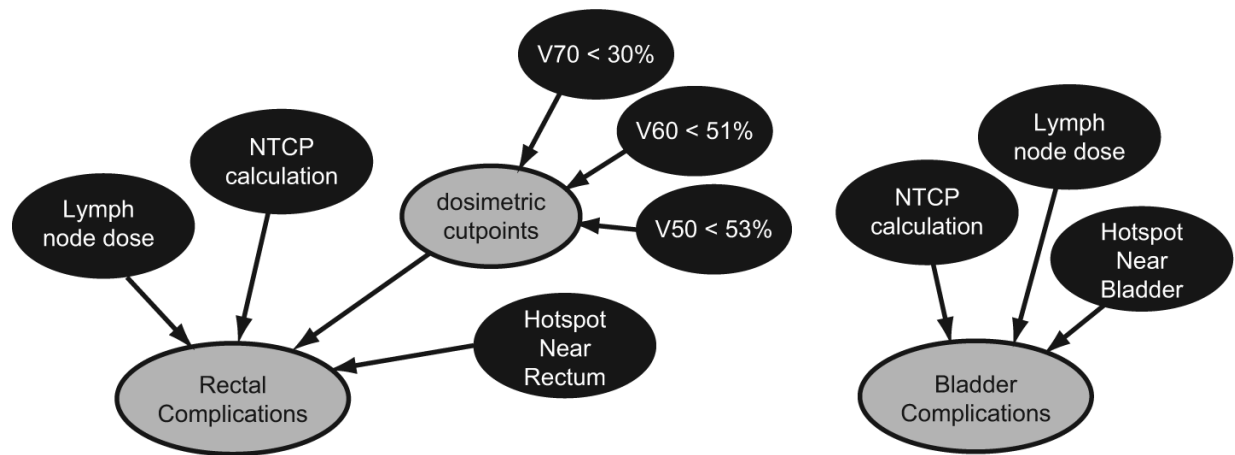 V70 < 30%
V60 < 51%
NTCP
calculation
Lymph
node dose
dosimetric
cutpoints
V50 < 53%
Hotspot
Near
Rectum
Rectal
Complications
Lymph
node dose
NTCP
calculation
Hotspot
Near
Bladder
Bladder
Complications